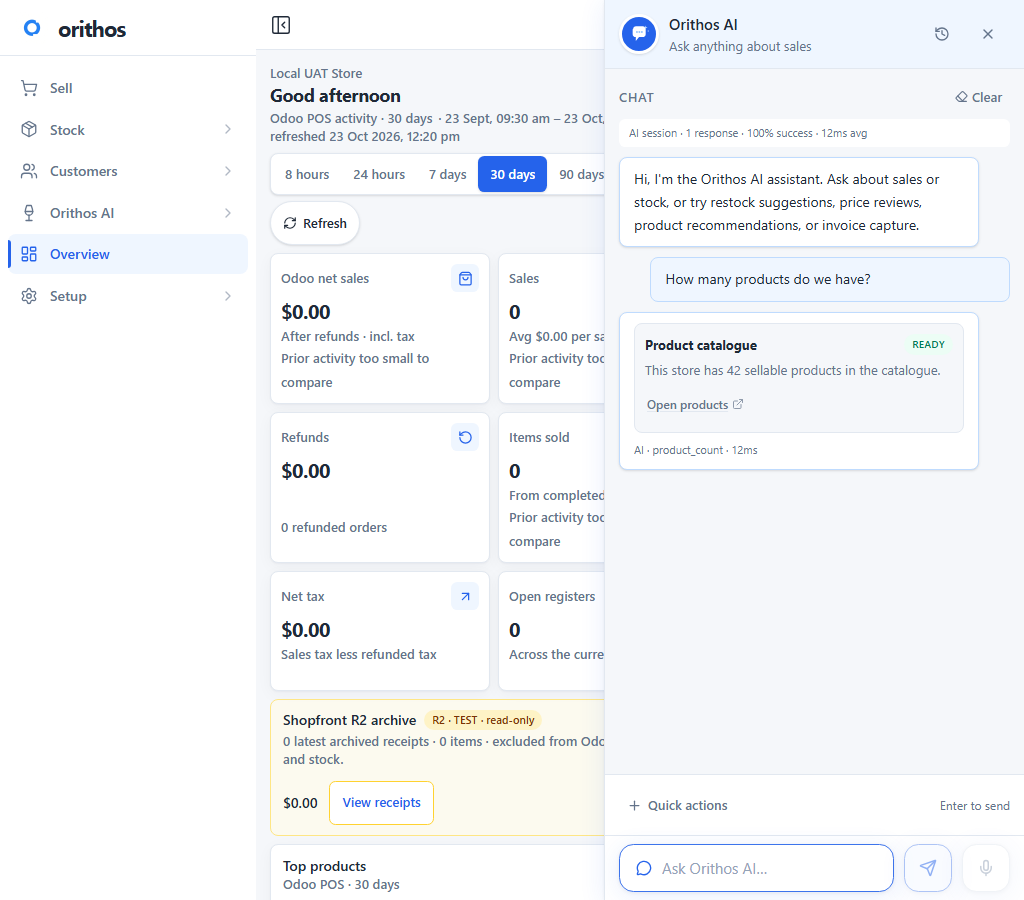 orithos
Sell
Stock
Customers
Orithos AI
Overview
Setup
Local UAT Store
Good afternoon
Odoo POS activity · 30 days · 23 Sept, 09:30 am – 23 Oct,
refreshed 23 Oct 2026, 12:20 pm
8 hours 24 hours 7 days 30 days 90 days
Refresh
Odoo net sales
$0.00
After refunds · incl. tax
Prior activity too small to
compare
Sales
0
Avg $0.00 per sa
Prior activity too
compare
Refunds
$0.00
0 refunded orders
Items sold
0
From completed
Prior activity too
compare
Net tax
$0.00
Sales tax less refunded tax
Open registers
0
Across the curre
Shopfront R2 archive R2 · TEST · read-only
0 latest archived receipts · 0 items · excluded from Odo
and stock.
$0.00 View receipts
Top products
Odoo POS · 30 days
Orithos AI
Ask anything about sales
CHAT Clear
AI session · 1 response · 100% success · 12ms avg
Hi, I'm the Orithos AI assistant. Ask about sales or
stock, or try restock suggestions, price reviews,
product recommendations, or invoice capture.
How many products do we have?
Product catalogue READY
This store has 42 sellable products in the catalogue.
Open products
AI · product_count · 12ms
Quick actions Enter to send
Ask Orithos AI...